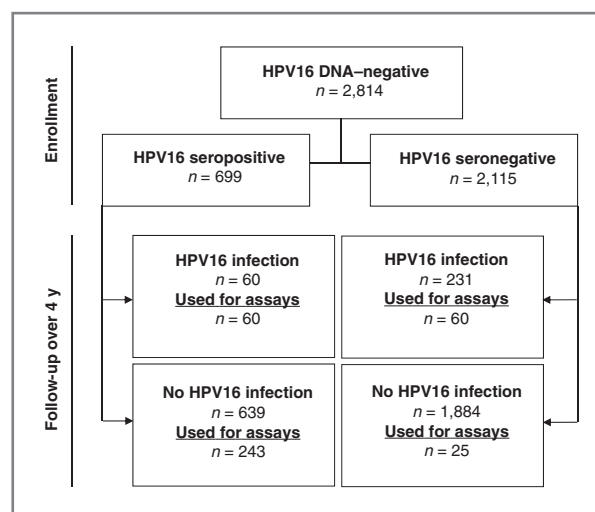 Enrollment
HPV16 DNA–negative
n = 2,814
HPV16 seropositive
n = 699
HPV16 seronegative
n = 2,115
Follow-up over 4 y
HPV16 infection
n = 60
Used for assays
n = 60
HPV16 infection
n = 231
Used for assays
n = 60
No HPV16 infection
n = 639
Used for assays
n = 243
No HPV16 infection
n = 1,884
Used for assays
n = 25